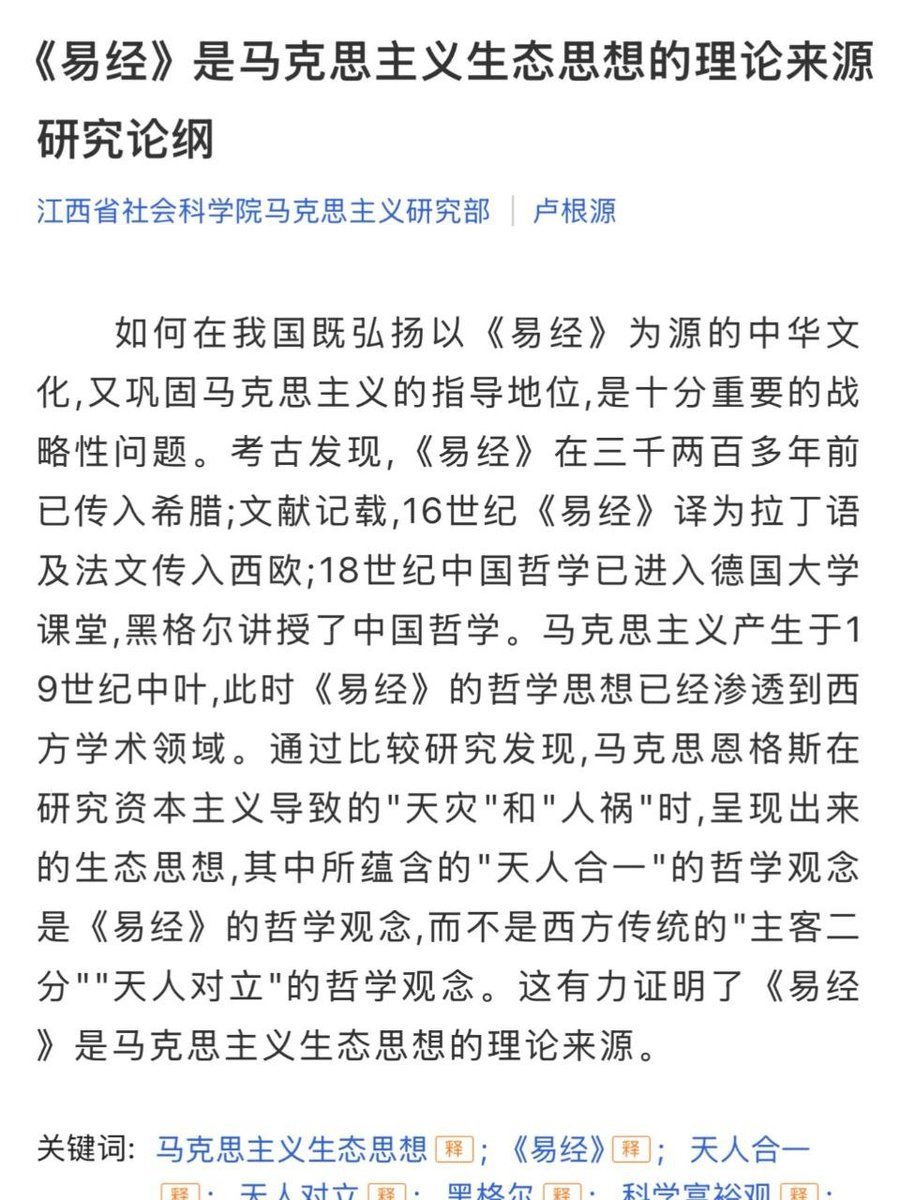 《易经》是马克思主义生态思想的理论来源
研究论纲
江西省社会科学院马克思主义研究部 | 卢根源
如何在我国既弘扬以《易经》为源的中华文
化,又巩固马克思主义的指导地位,是十分重要的战
略性问题。考古发现,《易经》在三千两百多年前
已传入希腊;文献记载,16世纪《易经》译为拉丁语
及法文传入西欧;18世纪中国哲学已进入德国大学
课堂,黑格尔讲授了中国哲学。马克思主义产生于1
9世纪中叶,此时《易经》的哲学思想已经渗透到西
方学术领域。通过比较研究发现,马克思恩格斯在
研究资本主义导致的"天灾"和"人祸"时,呈现出来
的生态思想,其中所蕴含的"天人合一"的哲学观念
是《易经》的哲学观念,而不是西方传统的"主客二
分""天人对立"的哲学观念。这有力证明了《易经
》是马克思主义生态思想的理论来源。
关键词: 马克思主义生态思想 释 ; 《易经》 释 ; 天人合一
释 ; 天人对立 释 ; 黑格尔 释 ; 科学富裕观 释 ;